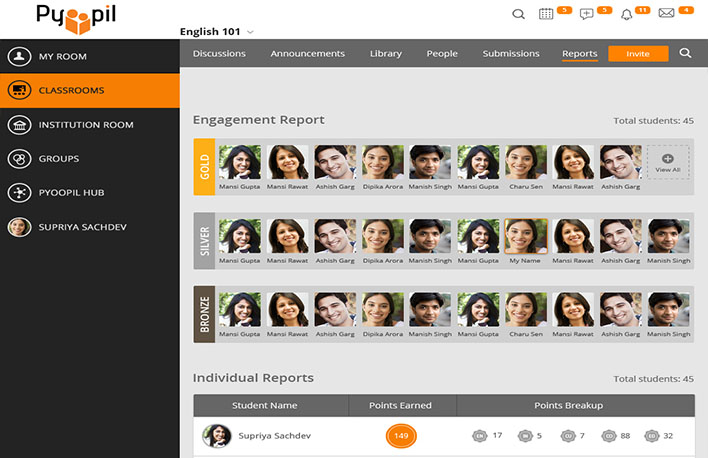 Pyoopil
5 5 11 4
English 101
MY ROOM
CLASSROOMS
INSTITUTION ROOM
GROUPS
PYOOPIL HUB
SUPRIYA SACHDEV
Discussions Announcements Library People Submissions Reports Invite
Engagement Report Total students: 45
GOLD
Mansi Gupta Mansi Rawat Ashish Garg Dipika Arora Manish Singh Mansi Gupta Charu Sen Mansi Rawat Ashish Garg View All
SILVER
Mansi Gupta Mansi Rawat Ashish Garg Dipika Arora Manish Singh Mansi Gupta My Name Mansi Rawat Ashish Garg Manish Singh
BRONZE
Mansi Gupta Mansi Rawat Ashish Garg Dipika Arora Manish Singh Mansi Gupta Charu Sen Mansi Rawat Ashish Garg Manish Singh
Individual Reports Total students: 45
Student Name Points Earned Points Breakup
Supriya Sachdev 149 EN 17 IN 5 CU 7 CO 88 ED 32